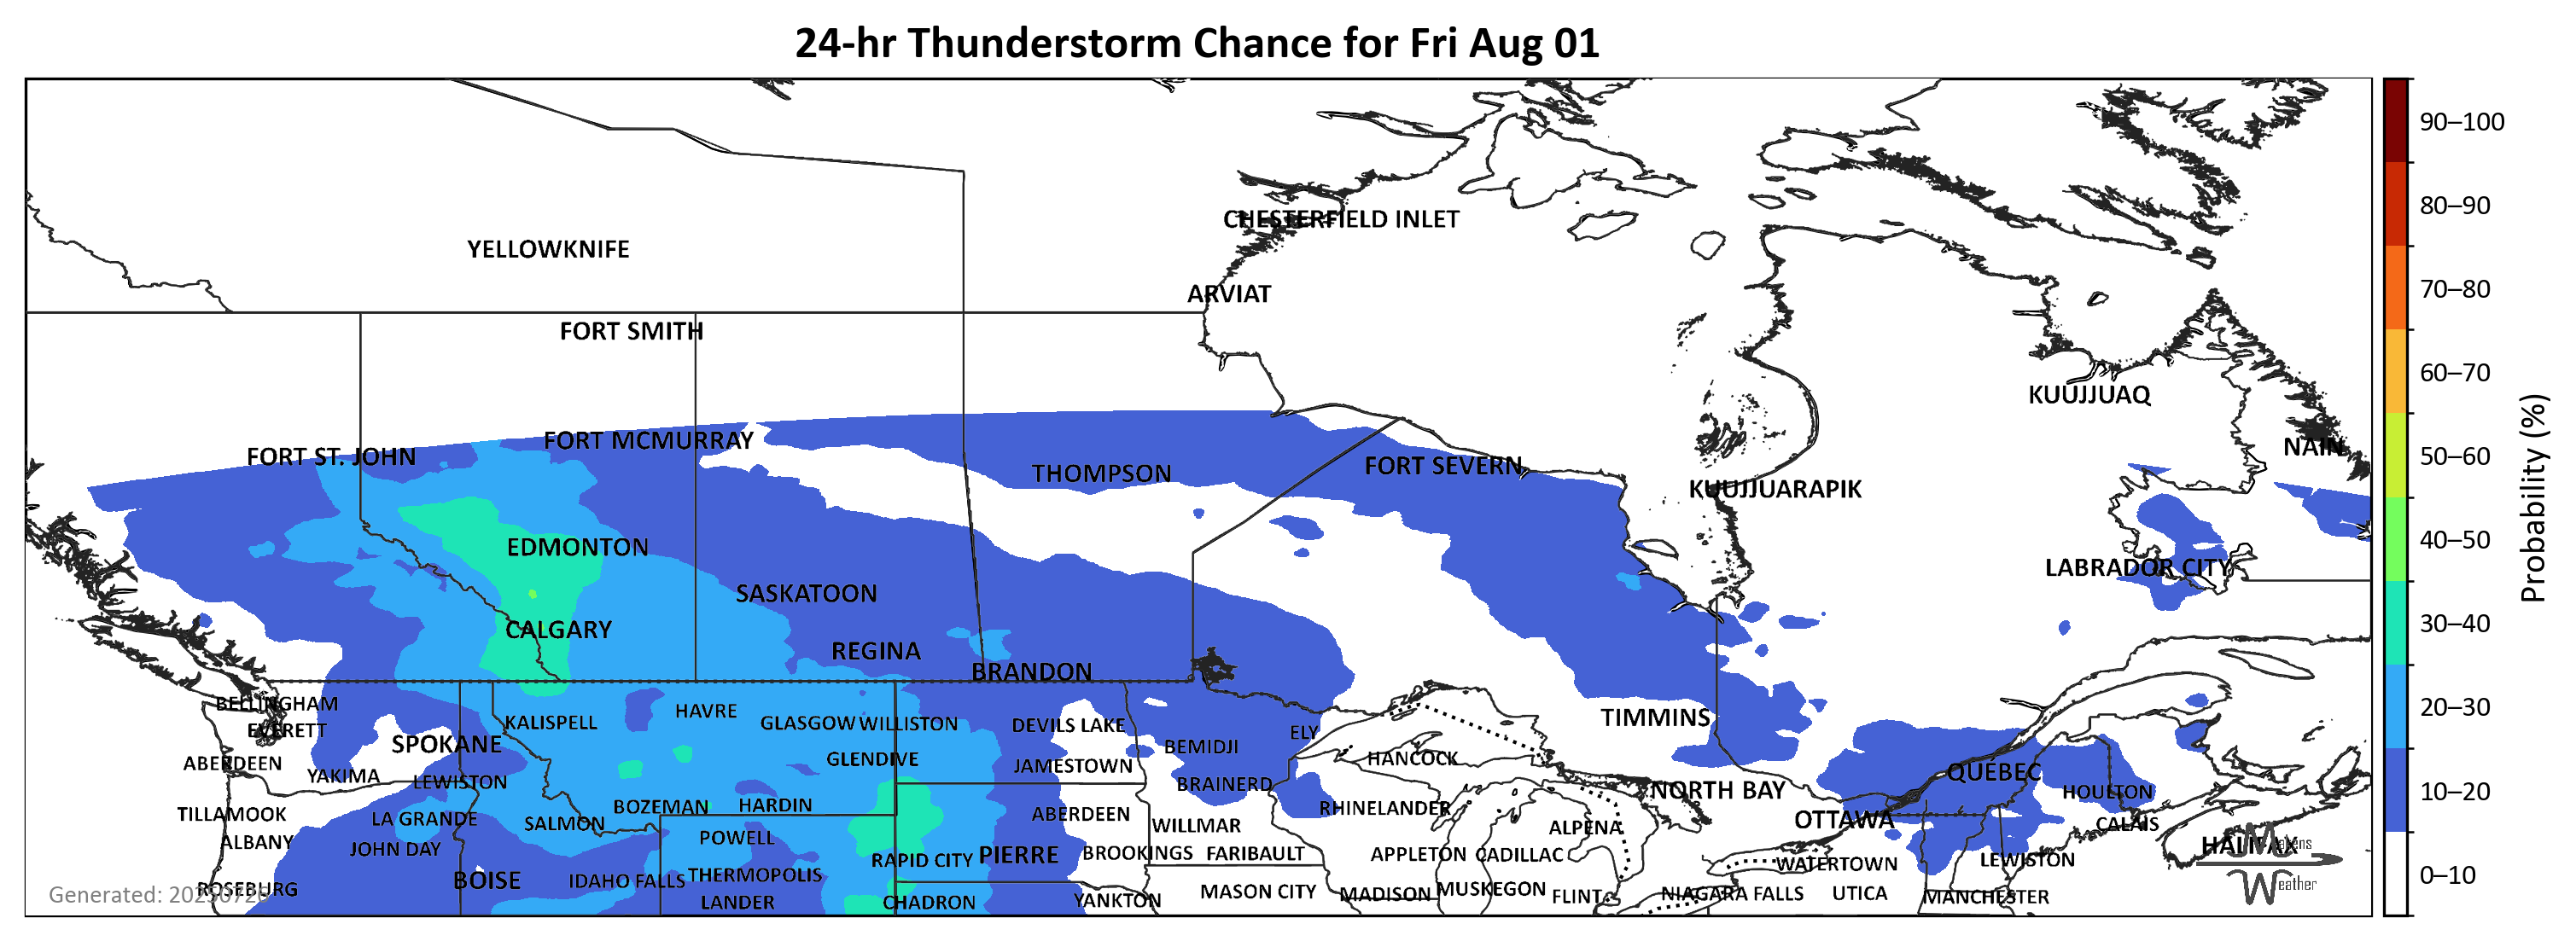 24-hr Thunderstorm Chance for Fri Aug 01
90–100
80–90
70–80
60–70
50–60
40–50
30–40
20–30
10–20
0–10
Probability (%)
CHESTERFIELD INLET
YELLOWKNIFE
ARVIAT
FORT SMITH
KUUJJUAQ
FORT MCMURRAY
NAIN
FORT ST. JOHN
FORT SEVERN
THOMPSON
KUUJJUARAPIK
EDMONTON
LABRADOR CITY
SASKATOON
CALGARY
REGINA
BRANDON
BELLINGHAM
HAVRE
TIMMINS
KALISPELL
GLASGOW
WILLISTON
DEVILS LAKE
EVERETT
ELY
SPOKANE
BEMIDJI
HANCOCK
GLENDIVE
ABERDEEN
JAMESTOWN
QUÉBEC
YAKIMA
LEWISTON
BRAINERD
NORTH BAY
HOULTON
BOZEMAN
HARDIN
RHINELANDER
TILLAMOOK
ABERDEEN
LA GRANDE
SALMON
OTTAWA
CALAIS
WILLMAR
ALPENA
POWELL
ALBANY
HALIFAX
JOHN DAY
BROOKINGS
FARIBAULT
APPLETON
CADILLAC
PIERRE
RAPID CITY
LEWISTON
WATERTOWN
THERMOPOLIS
BOISE
IDAHO FALLS
ROSEBURG
MASON CITY
MADISON
MUSKEGON
NIAGARA FALLS
UTICA
FLINT
MANCHESTER
LANDER
CHADRON
YANKTON
Weather